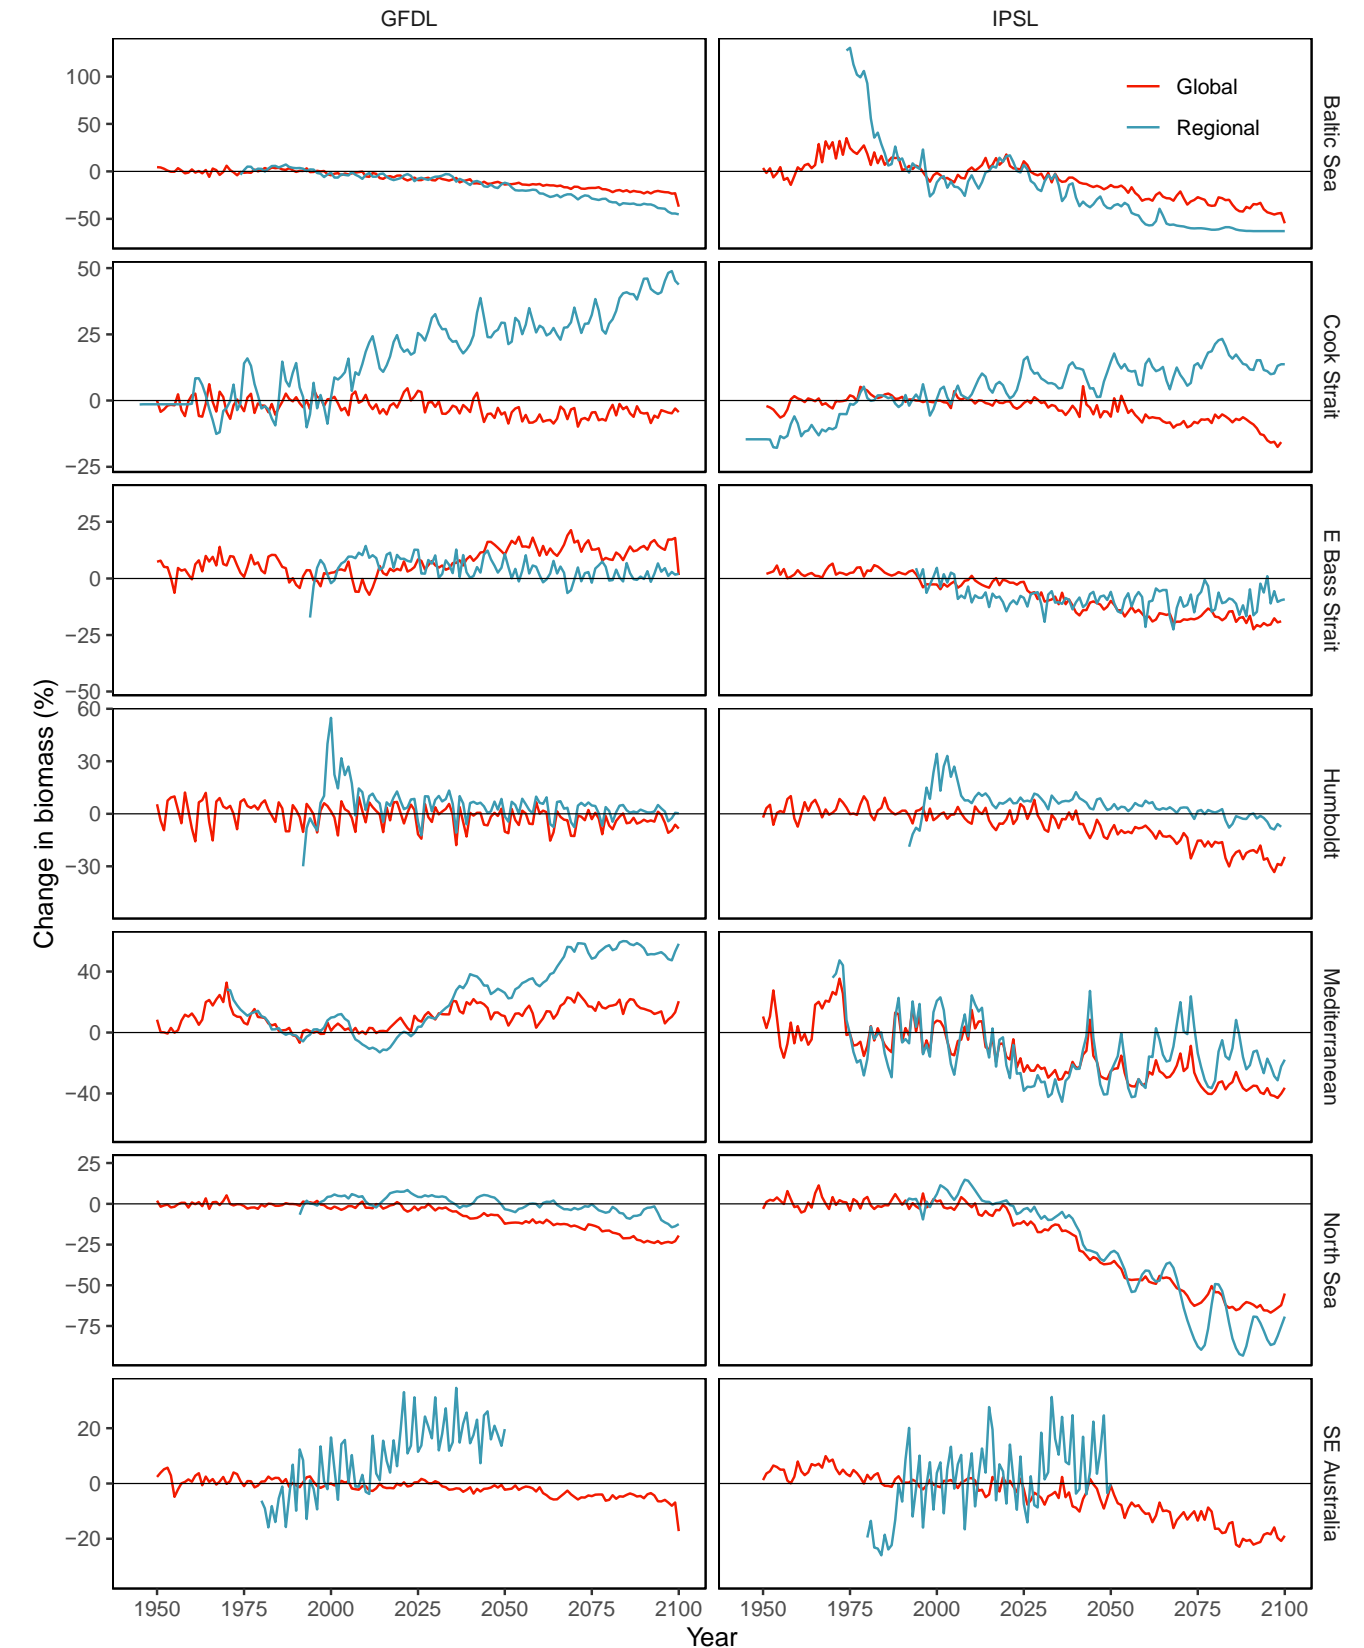 GFDL
IPSL
100
50
0
−50
Global
Regional
Baltic Sea
50
25
0
−25
Cook Strait
25
0
−25
−50
E Bass Strait
60
30
0
−30
Humboldt
40
0
−40
Mediterranean
25
0
−25
−50
−75
North Sea
20
0
−20
SE Australia
Change in biomass (%)
1950 1975 2000 2025 2050 2075 2100
1950 1975 2000 2025 2050 2075 2100
Year